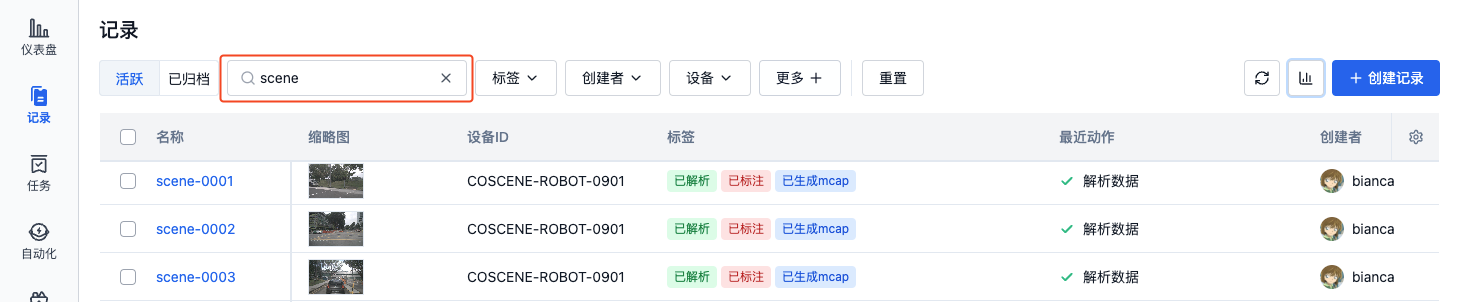 仪表盘
记录
任务
自动化
记录
活跃 已归档 scene 标签 创建者 设备 更多 重置 创建记录
名称 缩略图 设备ID 标签 最近动作 创建者
scene-0001 COSCENE-ROBOT-0901 已解析 已标注 已生成mcap 解析数据 bianca
scene-0002 COSCENE-ROBOT-0901 已解析 已标注 已生成mcap 解析数据 bianca
scene-0003 COSCENE-ROBOT-0901 已解析 已标注 已生成mcap 解析数据 bianca